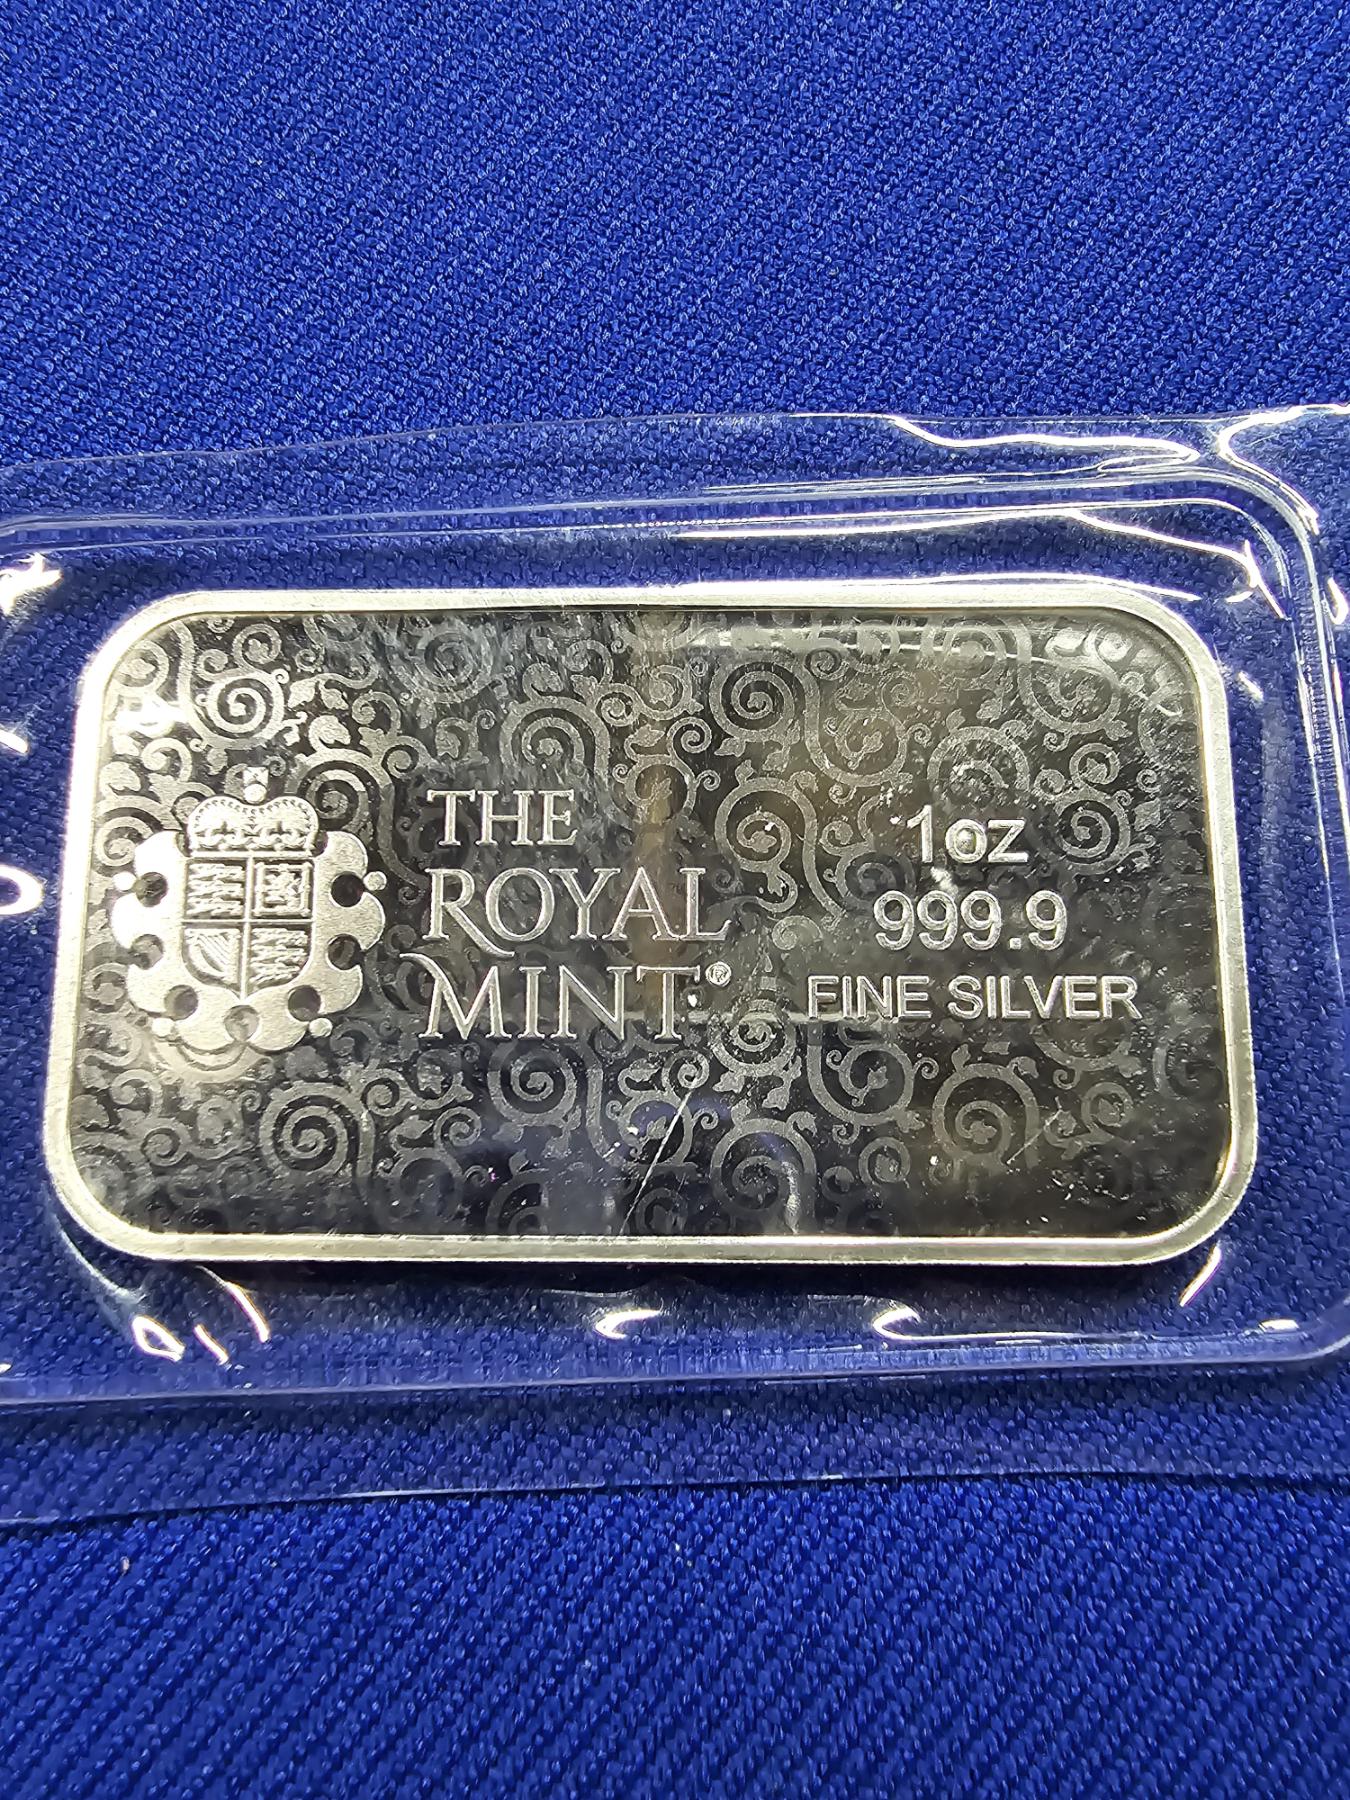 THE
ROYAL
MINT®
1oz
999.9
FINE SILVER